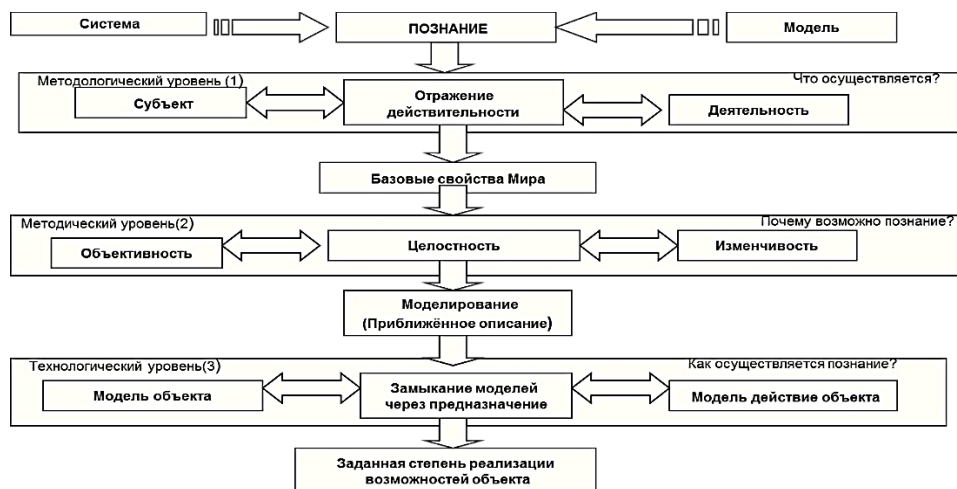 Система
ПОЗНАНИЕ
Модель
Методологический уровень (1)
Что осуществляется?
Субъект
Отражение
действительности
Деятельность
Базовые свойства Мира
Методический уровень(2)
Почему возможно познание?
Объективность
Целостность
Изменчивость
Моделирование
(Приближённое описание)
Технологический уровень(3)
Как осуществляется познание?
Модель объекта
Замыкание моделей
через предназначение
Модель действие объекта
Заданная степень реализации
возможностей объекта